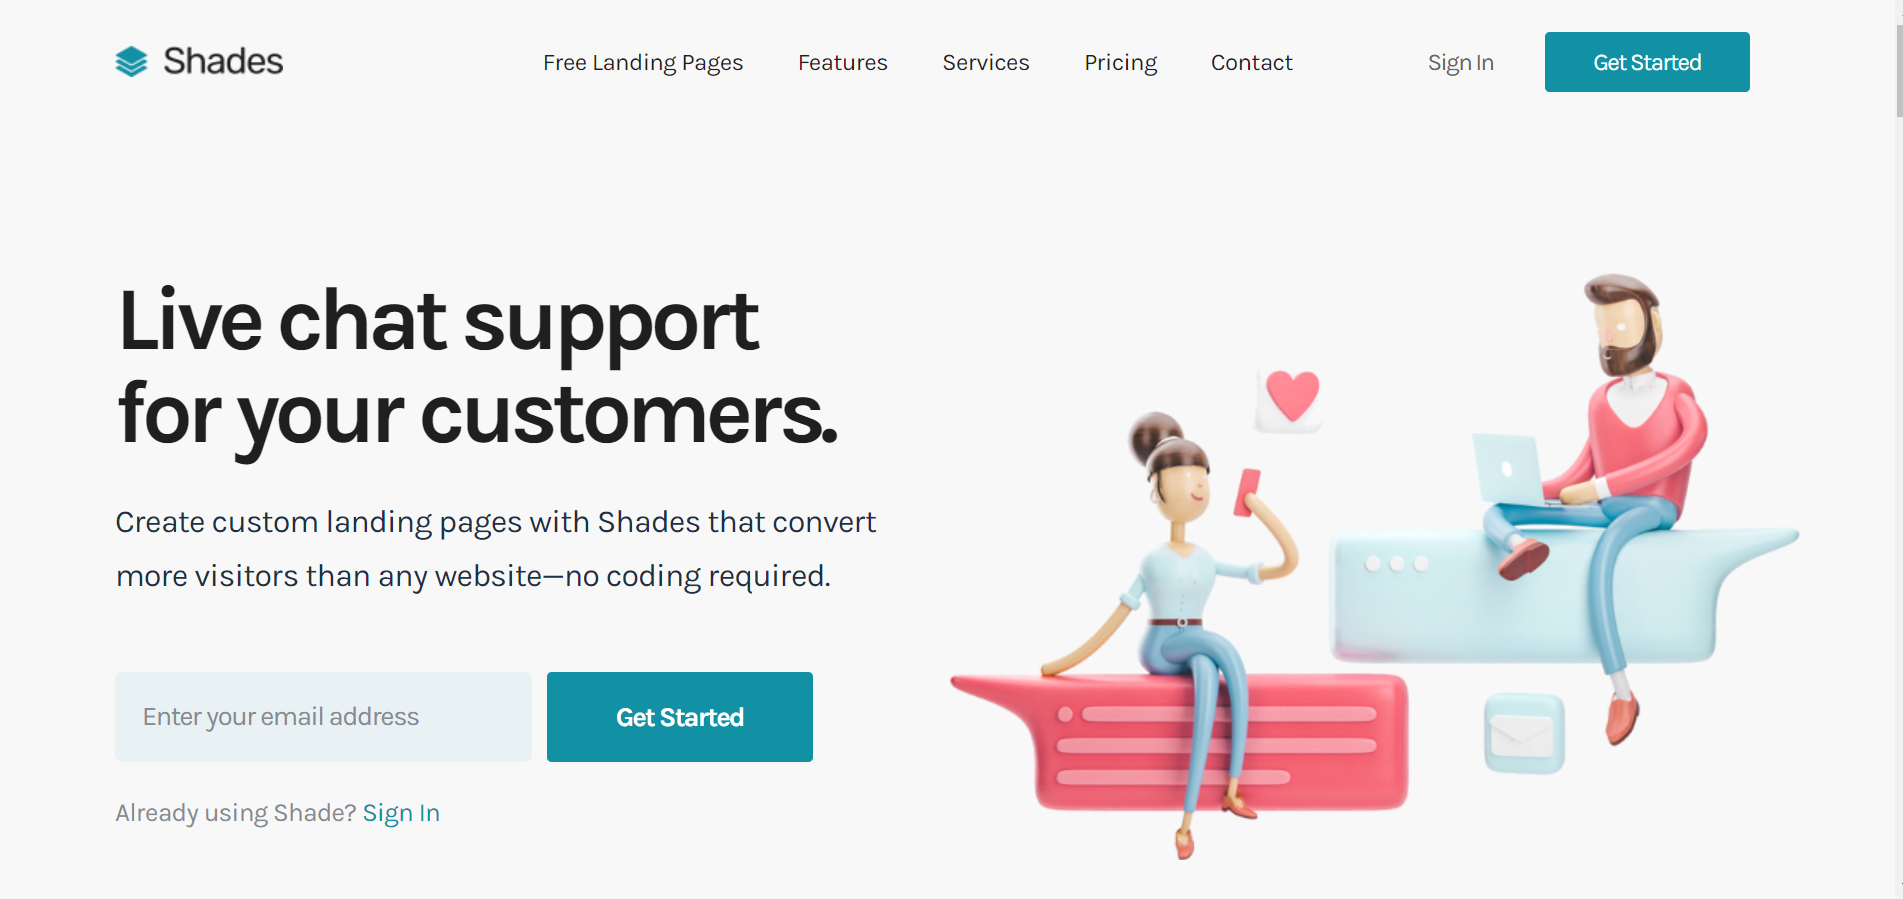 Shades
Free Landing Pages
Features
Services
Pricing
Contact
Sign In
Get Started
Live chat support
for your customers.
Create custom landing pages with Shades that convert
more visitors than any website—no coding required.
Enter your email address
Get Started
Already using Shade? Sign In